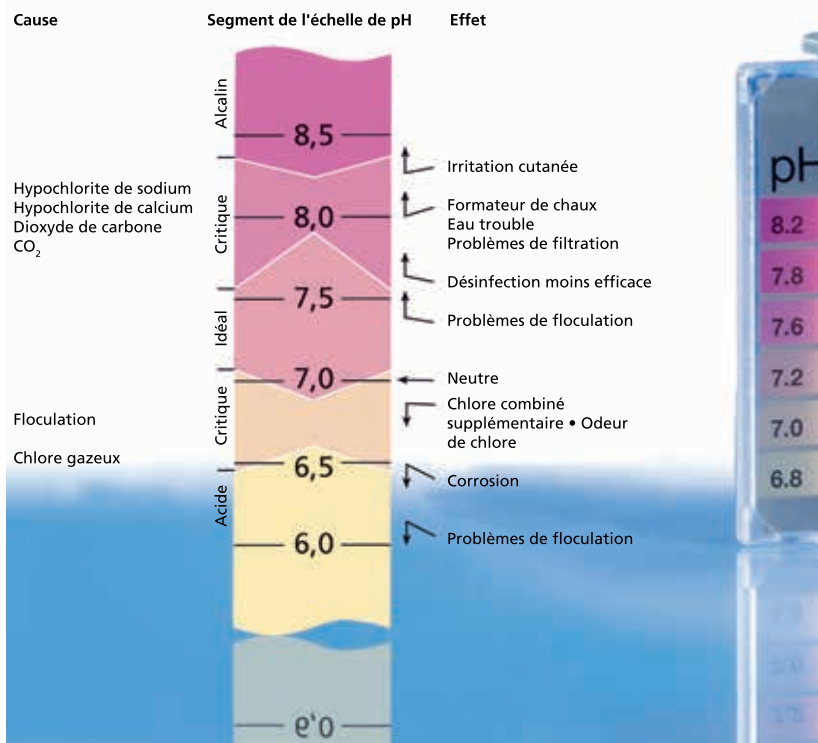 Cause
Segment de l'échelle de pH
Effet
Alcalin
8,5
Irritation cutanée
Hypochlorite de sodium
Hypochlorite de calcium
Dioxyde de carbone
CO₂
Critique
8,0
Formateur de chaux
Eau trouble
Problèmes de filtration
Désinfection moins efficace
7,5
Problèmes de floculation
Idéal
7,0
Neutre
Critique
Chlore combiné
supplémentaire • Odeur
de chlore
Floculation
Chlore gazeux
6,5
Corrosion
Acide
6,0
Problèmes de floculation
6,0
pH
8.2
7.8
7.6
7.2
7.0
6.8